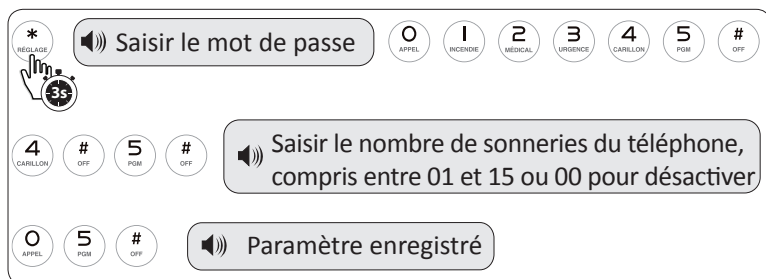 * RÉGLAGE Saisir le mot de passe 0 APPEL 1 INCENDIE 2 MÉDICAL 3 URGENCE 4 CARILLON 5 PGM # OFF
3s
4 CARILLON # OFF 5 PGM # OFF Saisir le nombre de sonneries du téléphone,
compris entre 01 et 15 ou 00 pour désactiver
0 APPEL 5 PGM # OFF Paramètre enregistré